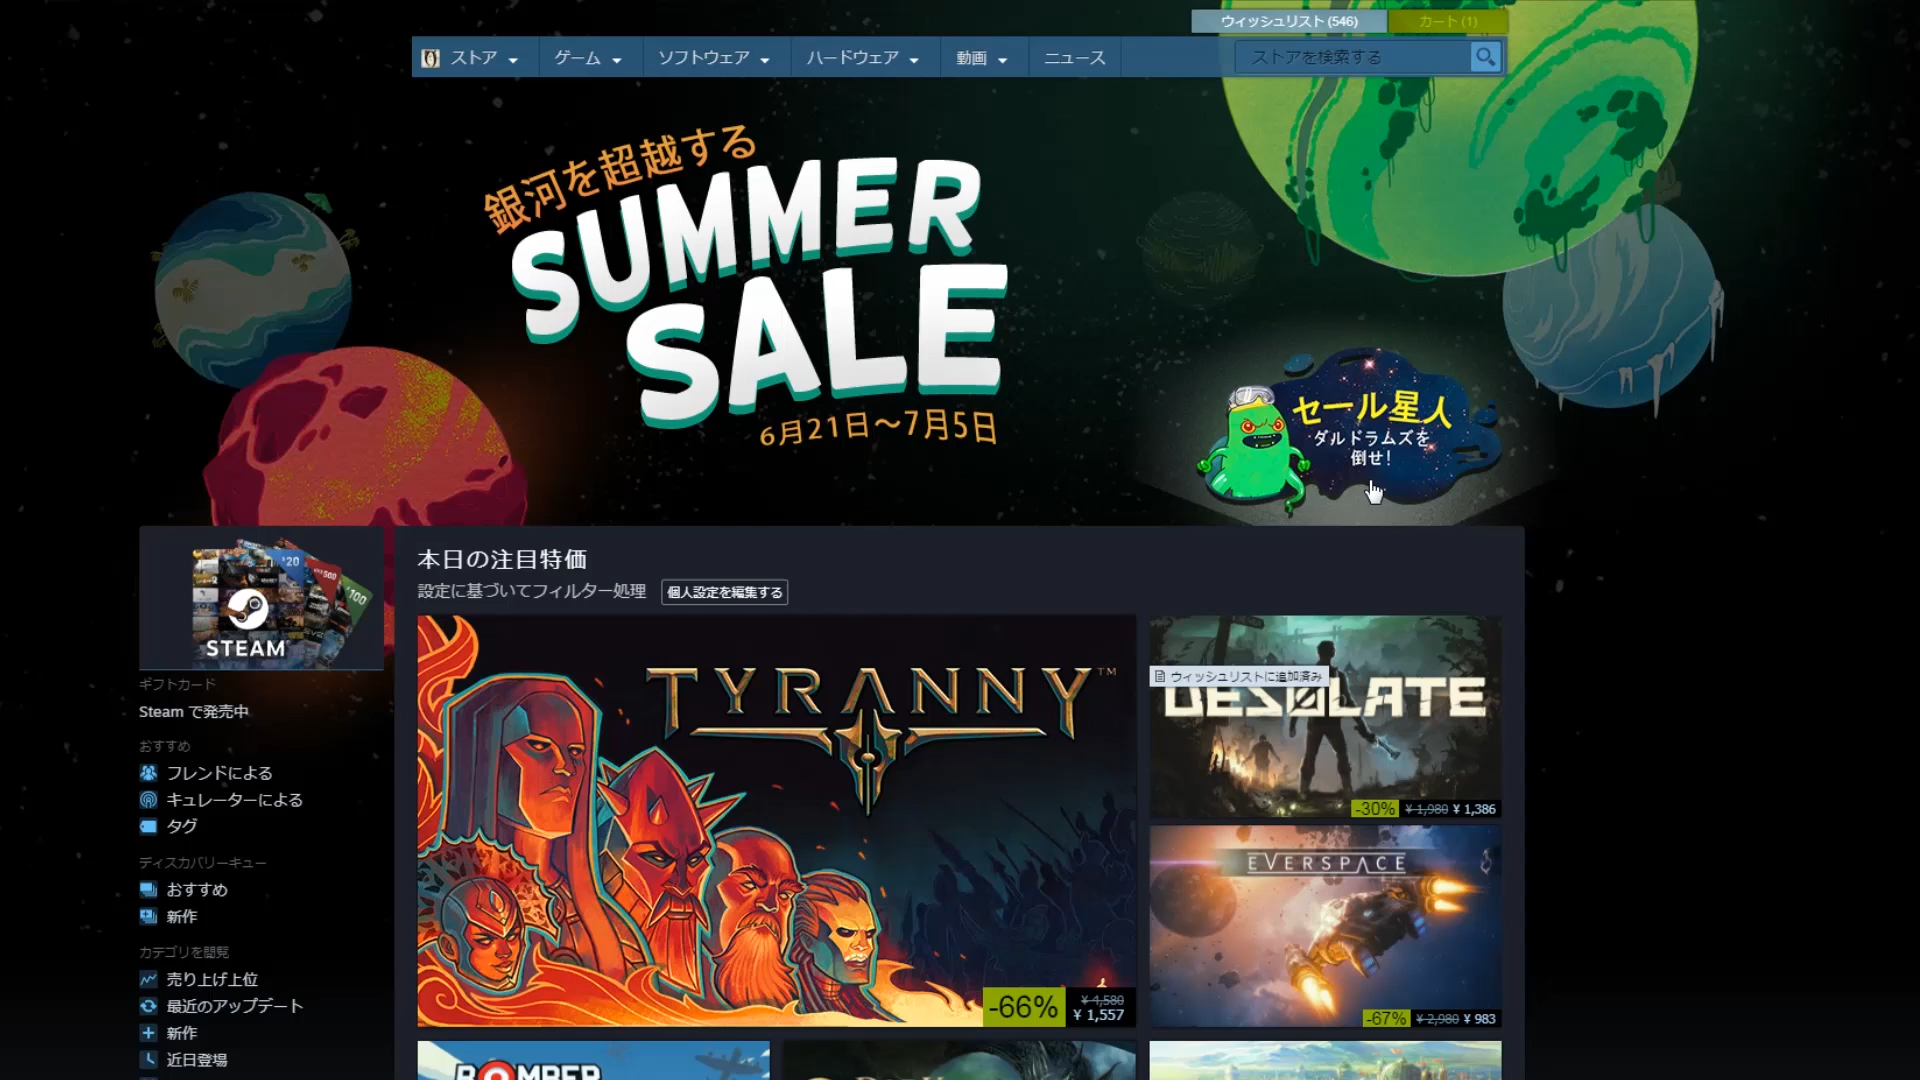 ウィッシュリスト (546)
カート (1)
ストア
ゲーム
ソフトウェア
ハードウェア
動画
ニュース
ストアを検索する
銀河を超越する
SUMMER
SALE
6月21日〜7月5日
セール星人
ダルドラムズを
倒せ!
STEAM
ギフトカード
Steam で発売中
おすすめ
フレンドによる
キュレーターによる
タグ
ディスカバリーキュー
おすすめ
新作
カテゴリを閲覧
売り上げ上位
最近のアップデート
新作
近日登場
本日の注目特価
設定に基づいてフィルター処理
個人設定を編集する
TYRANNY™
-66%
¥ 4,580
¥ 1,557
ウィッシュリストに追加済み
DESOLATE
-30% ¥ 1,980 ¥ 1,386
EVERSPACE
-67% ¥ 2,980 ¥ 983
BOMBER